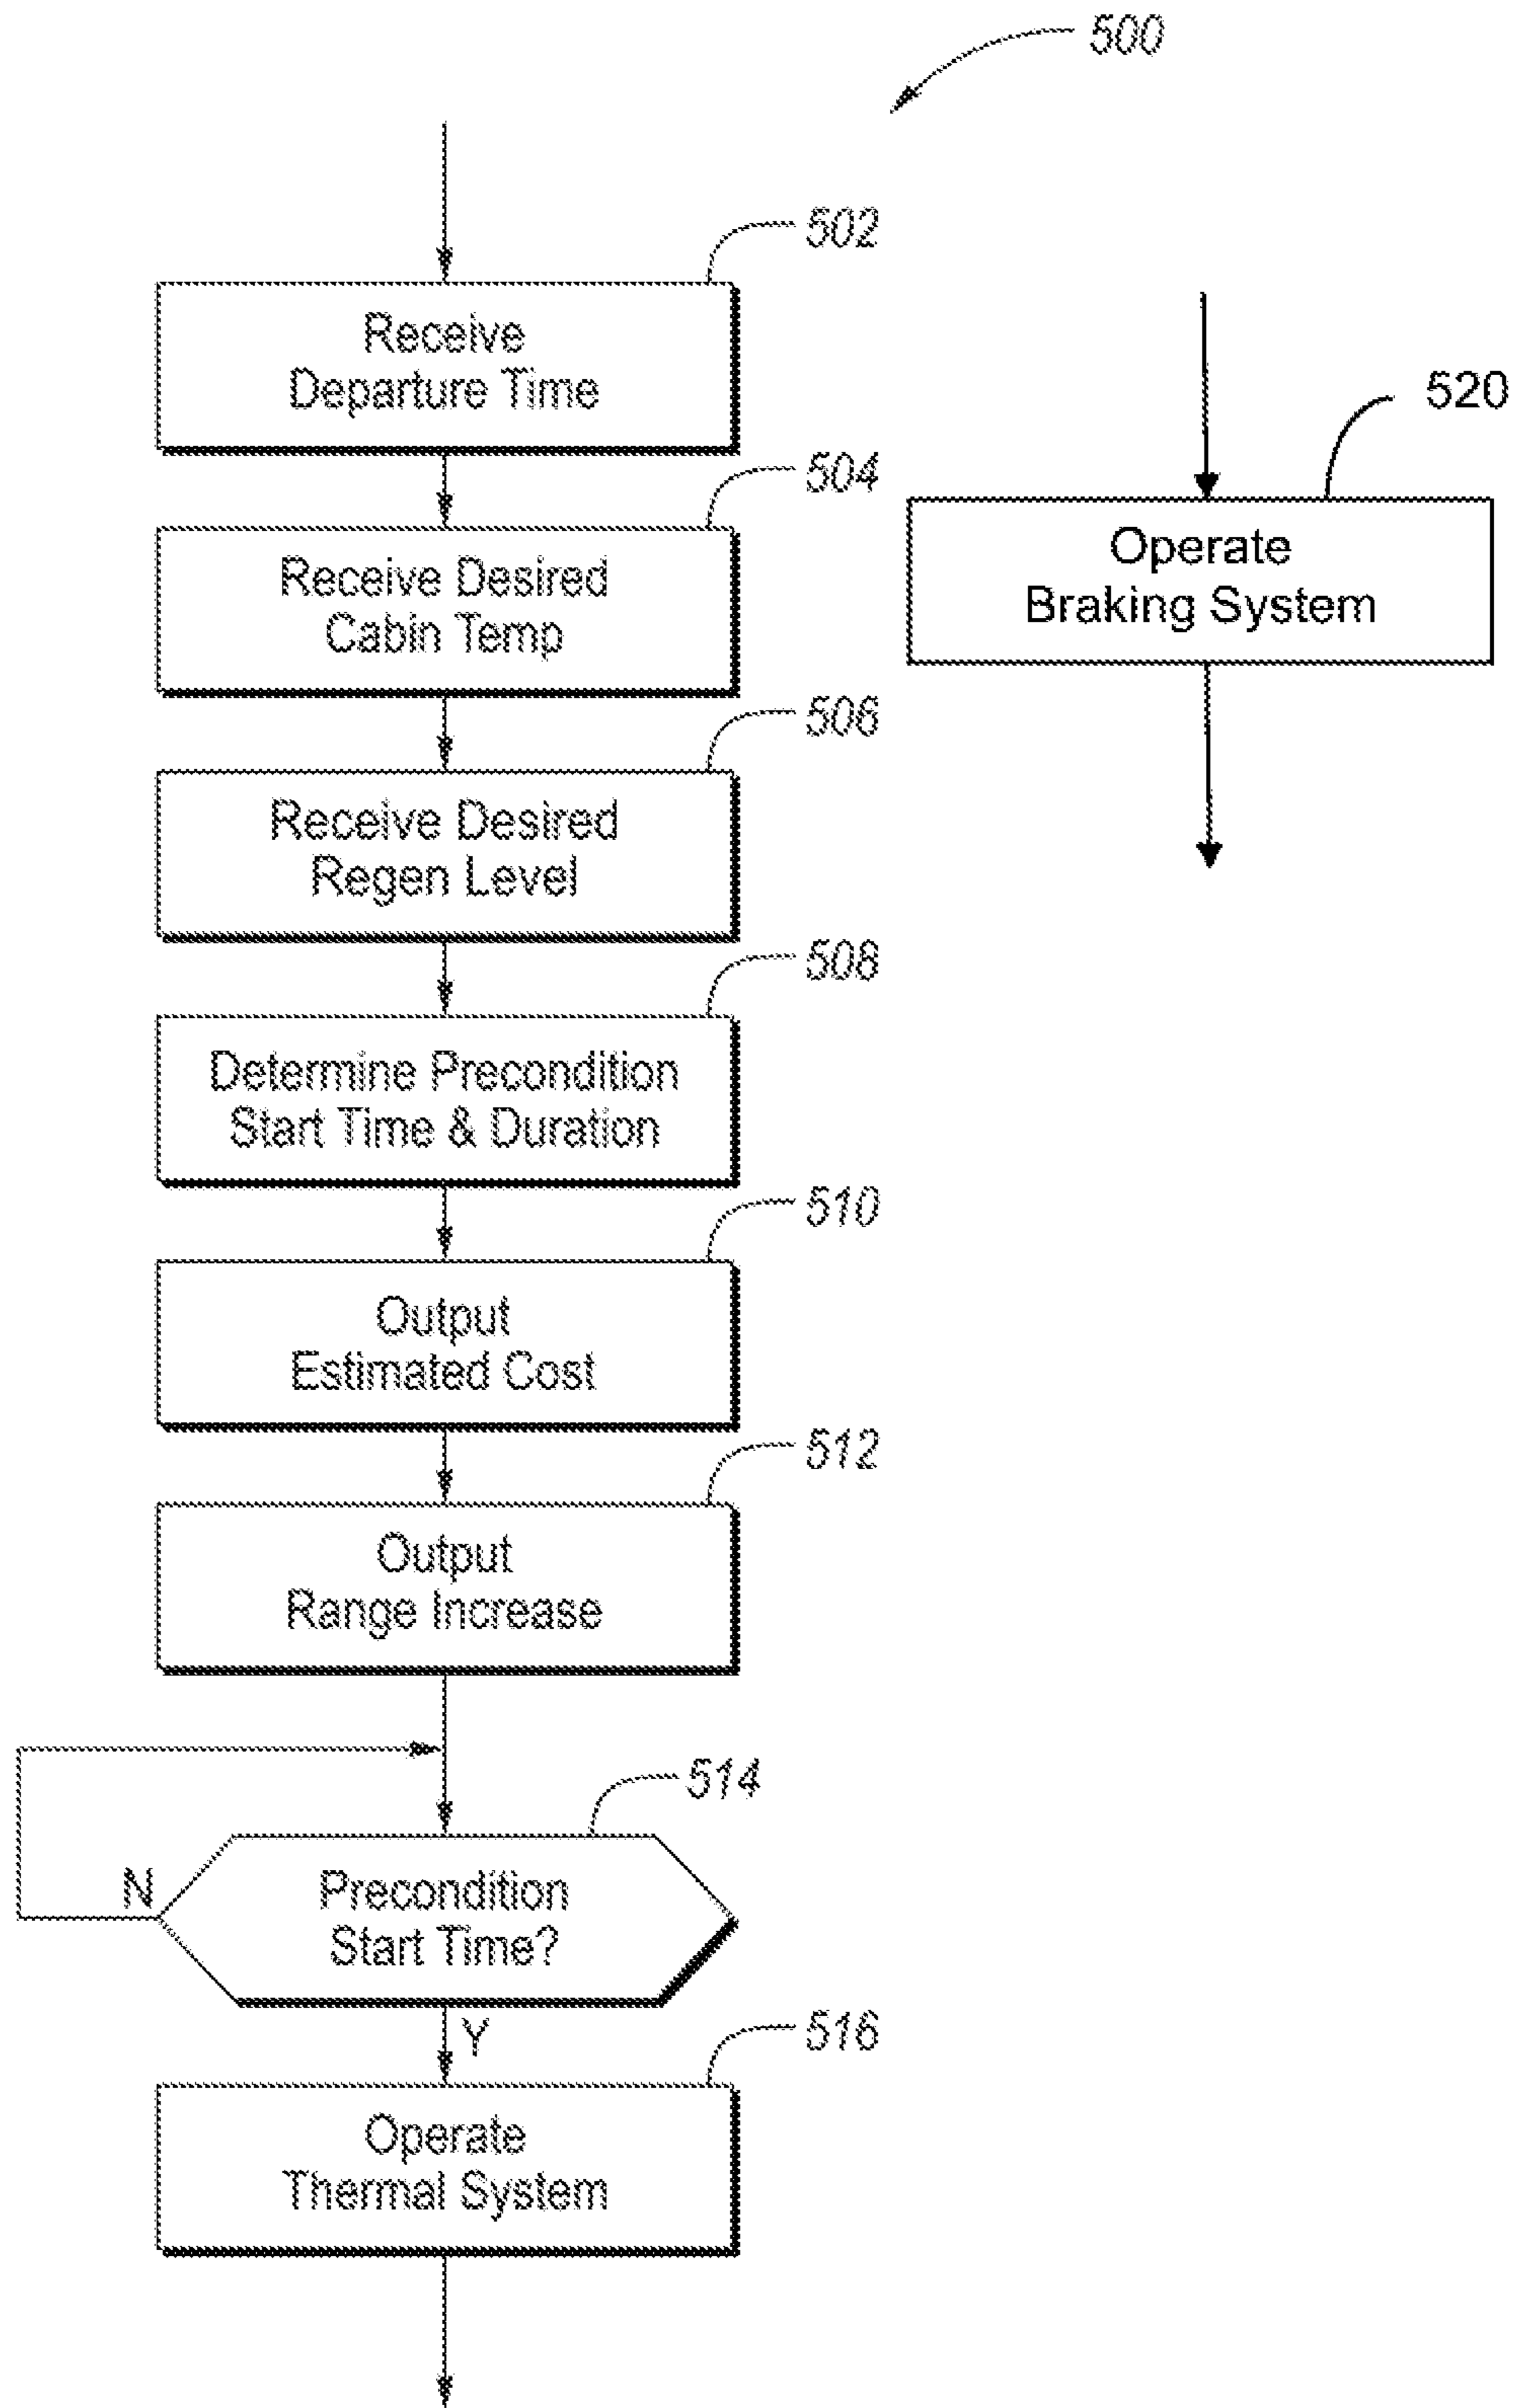 500
502
Receive
Departure Time
504
Receive Desired
Cabin Temp
520
Operate
Braking System
506
Receive Desired
Regen Level
508
Determine Precondition
Start Time & Duration
510
Output
Estimated Cost
512
Output
Range Increase
514
N
Precondition
Start Time?
Y
516
Operate
Thermal System